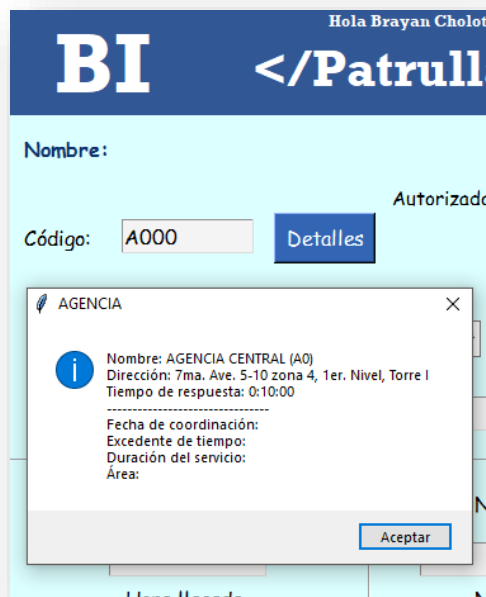 Hola Brayan Cholot
BI
</Patrulla
Nombre:
Autorizado
Código:
A000
Detalles
AGENCIA
Nombre: AGENCIA CENTRAL (A0)
Dirección: 7ma. Ave. 5-10 zona 4, 1er. Nivel, Torre I
Tiempo de respuesta: 0:10:00
--------------------------------
Fecha de coordinación:
Excedente de tiempo:
Duración del servicio:
Área:
Aceptar